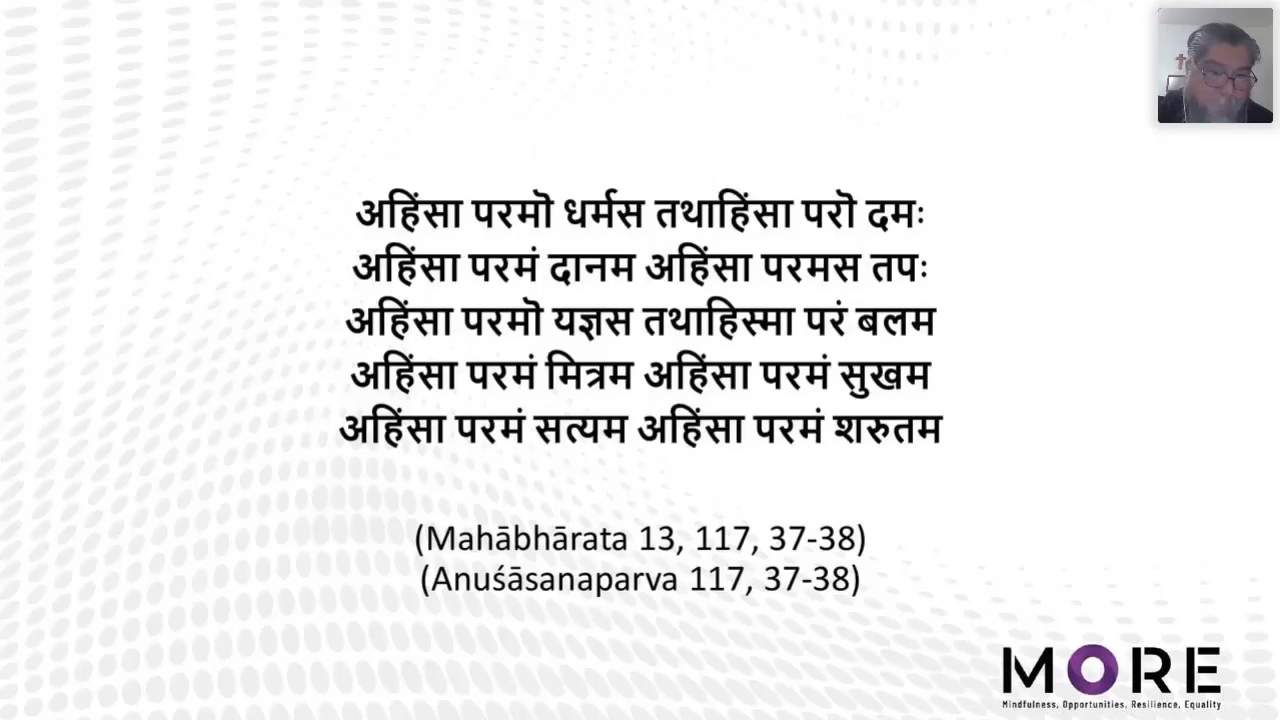 अहिंसा परमॊ धर्मस तथाहिंसा परॊ दमः
अहिंसा परमं दानम अहिंसा परमस तपः
अहिंसा परमॊ यज्ञस तथाहिस्मा परं बलम
अहिंसा परमं मित्रम अहिंसा परमं सुखम
अहिंसा परमं सत्यम अहिंसा परमं शरुतम
(Mahābhārata 13, 117, 37-38)
(Anuśāsanaparva 117, 37-38)
MORE
Mindfulness, Opportunities, Resilience, Equality